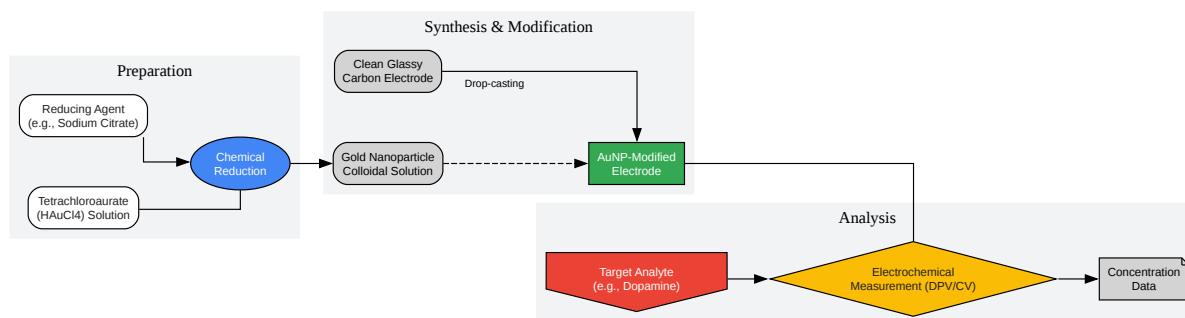 Preparation
Reducing Agent
(e.g., Sodium Citrate)
Chemical
Reduction
Tetrachloroaurate
(HAuCl4) Solution
Synthesis & Modification
Clean Glassy
Carbon Electrode
Drop-casting
Gold Nanoparticle
Colloidal Solution
AuNP-Modified
Electrode
Analysis
Target Analyte
(e.g., Dopamine)
Electrochemical
Measurement (DPV/CV)
Concentration
Data